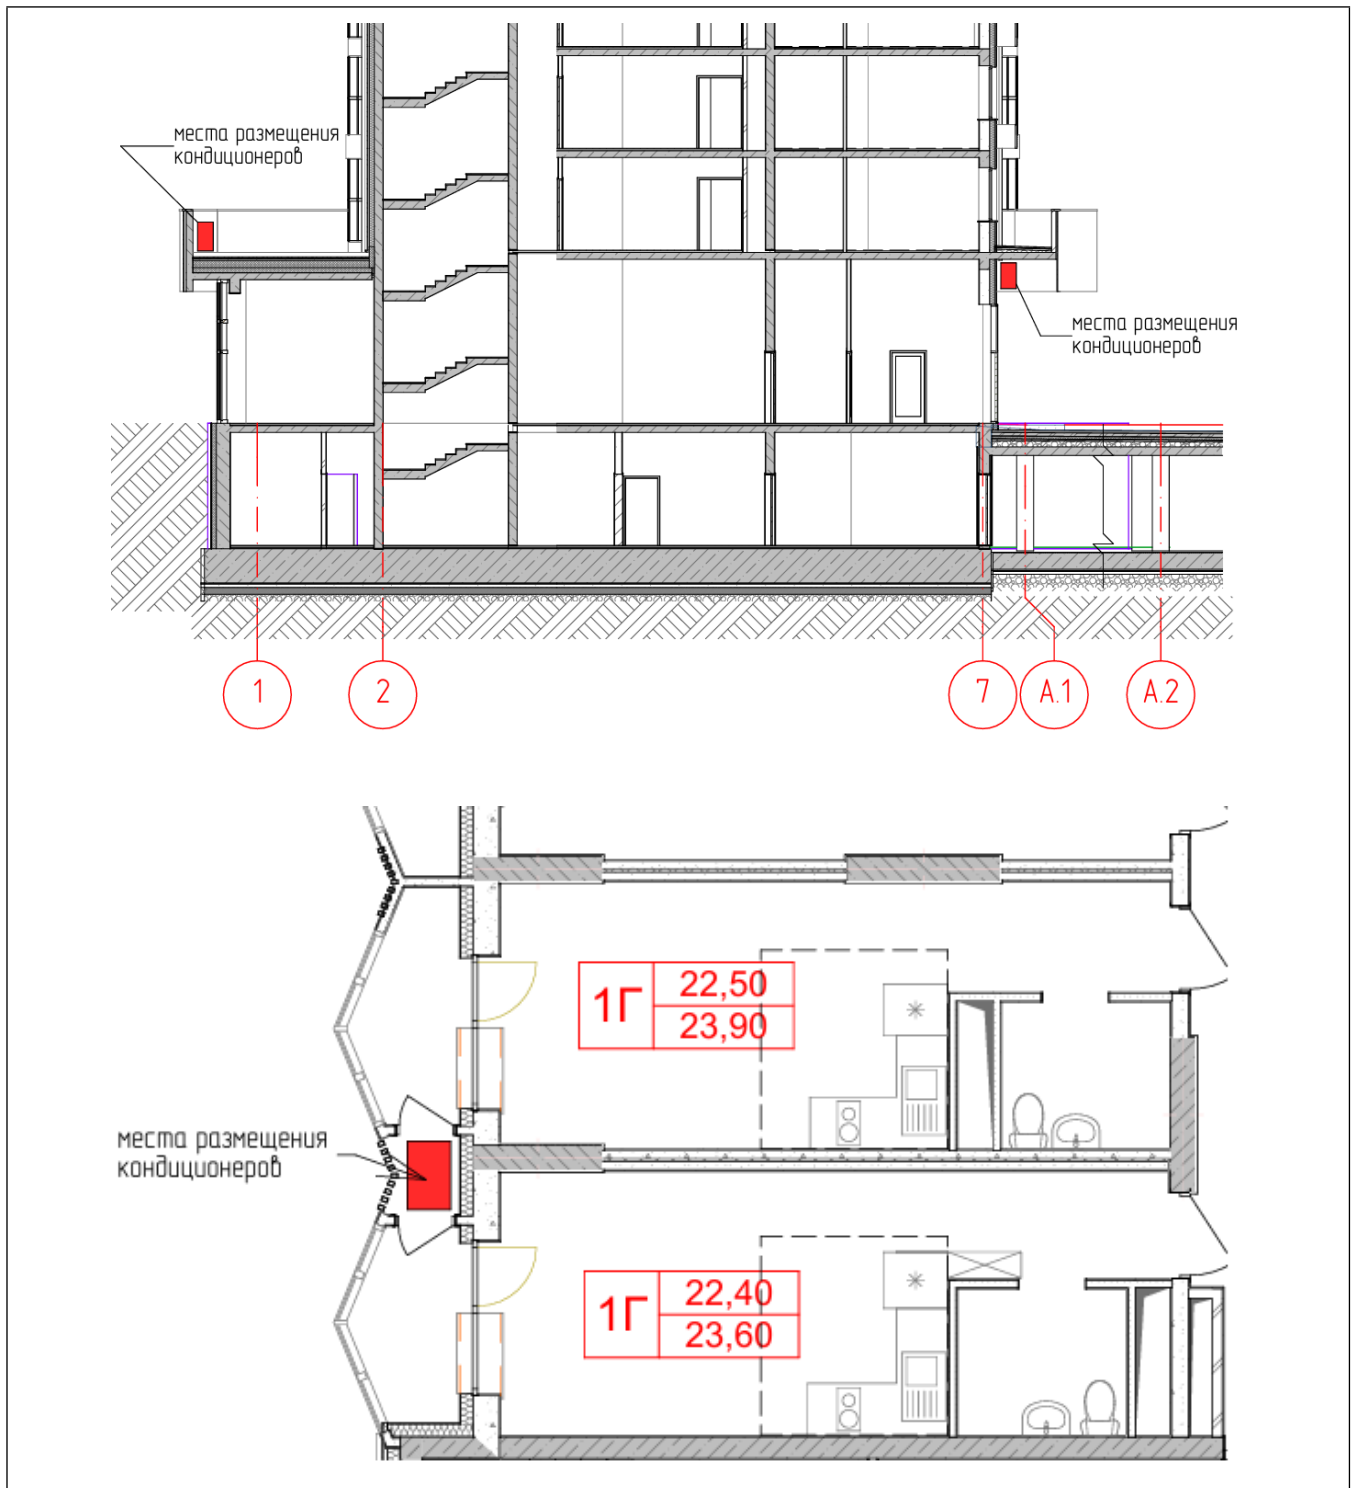 места размещения
кондиционеров
места размещения
кондиционеров
1
2
7
А.1
А.2
1Г
22,50
23,90
места размещения
кондиционеров
1Г
22,40
23,60